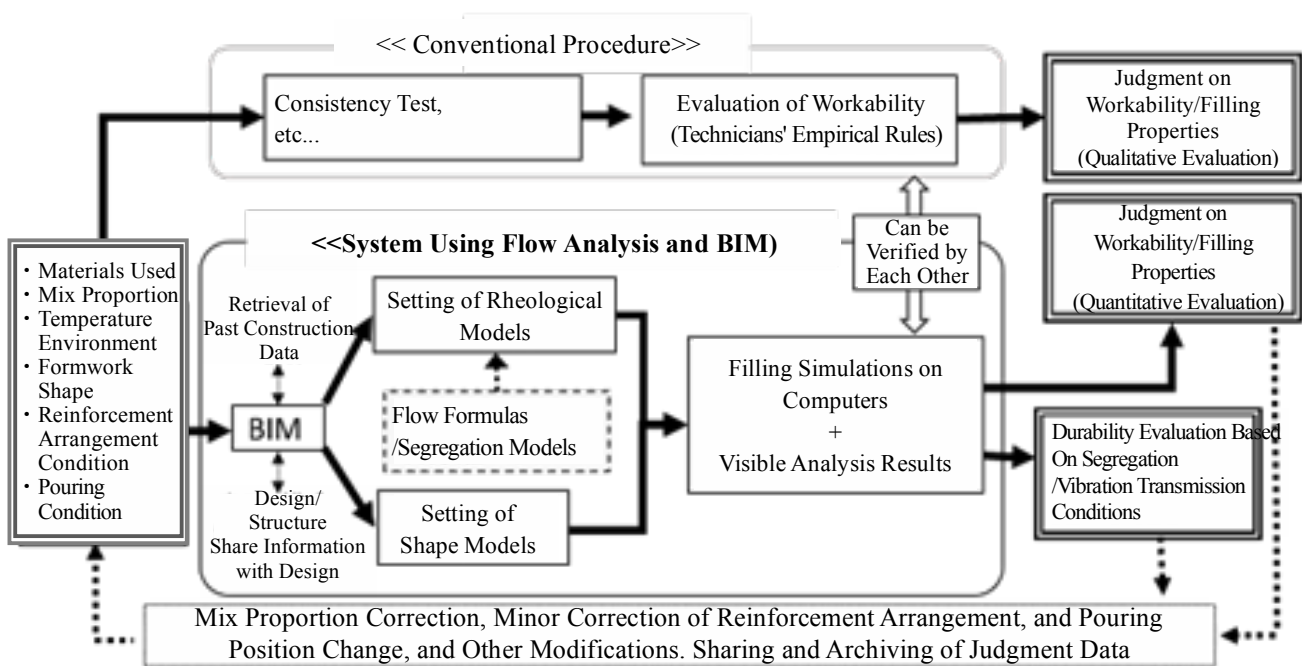 << Conventional Procedure>>
Consistency Test,
etc...
Evaluation of Workability
(Technicians' Empirical Rules)
Judgment on
Workability/Filling
Properties
(Qualitative Evaluation)
<<System Using Flow Analysis and BIM)
Can be
Verified by
Each Other
Judgment on
Workability/Filling
Properties
(Quantitative Evaluation)
・Materials Used
・Mix Proportion
・Temperature
Environment
・Formwork
Shape
・Reinforcement
Arrangement
Condition
・Pouring
Condition
Retrieval of
Past Construction
Data
BIM
Design/
Structure
Share Information
with Design
Setting of Rheological
Models
Flow Formulas
/Segregation Models
Setting of
Shape Models
Filling Simulations on
Computers
+
Visible Analysis Results
Durability Evaluation Based
On Segregation
/Vibration Transmission
Conditions
Mix Proportion Correction, Minor Correction of Reinforcement Arrangement, and Pouring
Position Change, and Other Modifications. Sharing and Archiving of Judgment Data